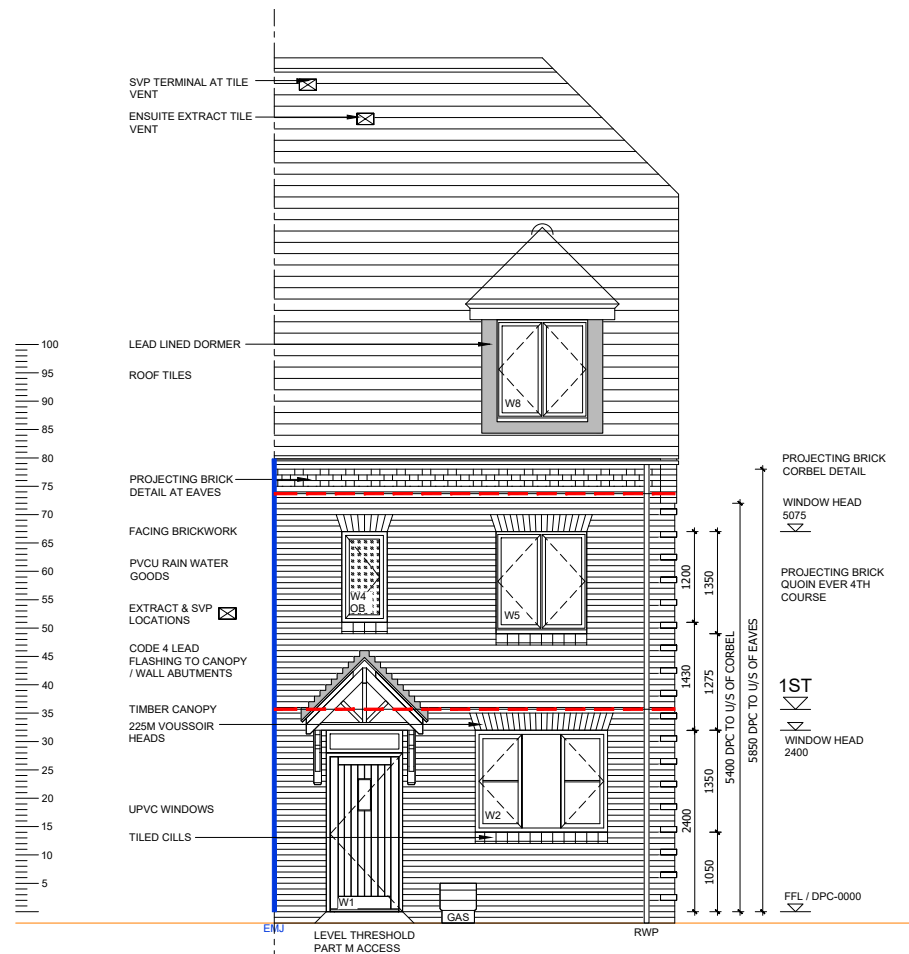 SVP TERMINAL AT TILE
VENT
ENSUITE EXTRACT TILE
VENT
LEAD LINED DORMER
ROOF TILES
W8
PROJECTING BRICK
DETAIL AT EAVES
FACING BRICKWORK
PVCU RAIN WATER
GOODS
EXTRACT & SVP
LOCATIONS
CODE 4 LEAD
FLASHING TO CANOPY
/ WALL ABUTMENTS
TIMBER CANOPY
225M VOUSSOIR
HEADS
UPVC WINDOWS
TILED CILLS
100
95
90
85
80
75
70
65
60
55
50
45
40
35
30
25
20
15
10
5
W4
OB
W5
W2
W1
GAS
EMJ
LEVEL THRESHOLD
PART M ACCESS
RWP
1200
1430
2400
1350
1275
1350
1050
5400 DPC TO U/S OF CORBEL
5850 DPC TO U/S OF EAVES
PROJECTING BRICK
CORBEL DETAIL
WINDOW HEAD
5075
PROJECTING BRICK
QUOIN EVER 4TH
COURSE
1ST
WINDOW HEAD
2400
FFL / DPC-0000